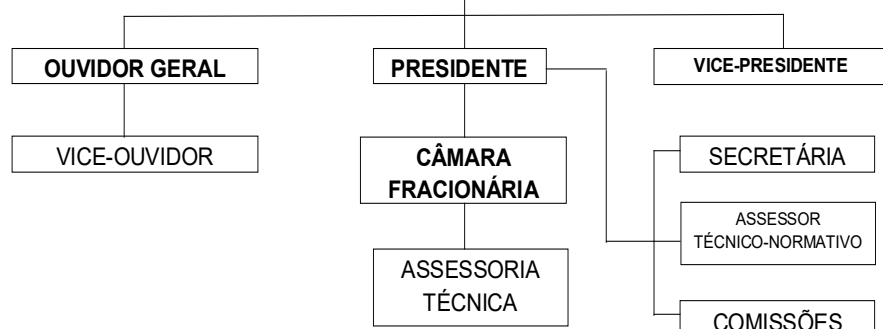 OUVIDOR GERAL
PRESIDENTE
VICE-PRESIDENTE
VICE-OUVIDOR
CÂMARA
FRACIONÁRIA
SECRETÁRIA
ASSESSOR
TÉCNICO-NORMATIVO
ASSESSORIA
TÉCNICA
COMISSÕES